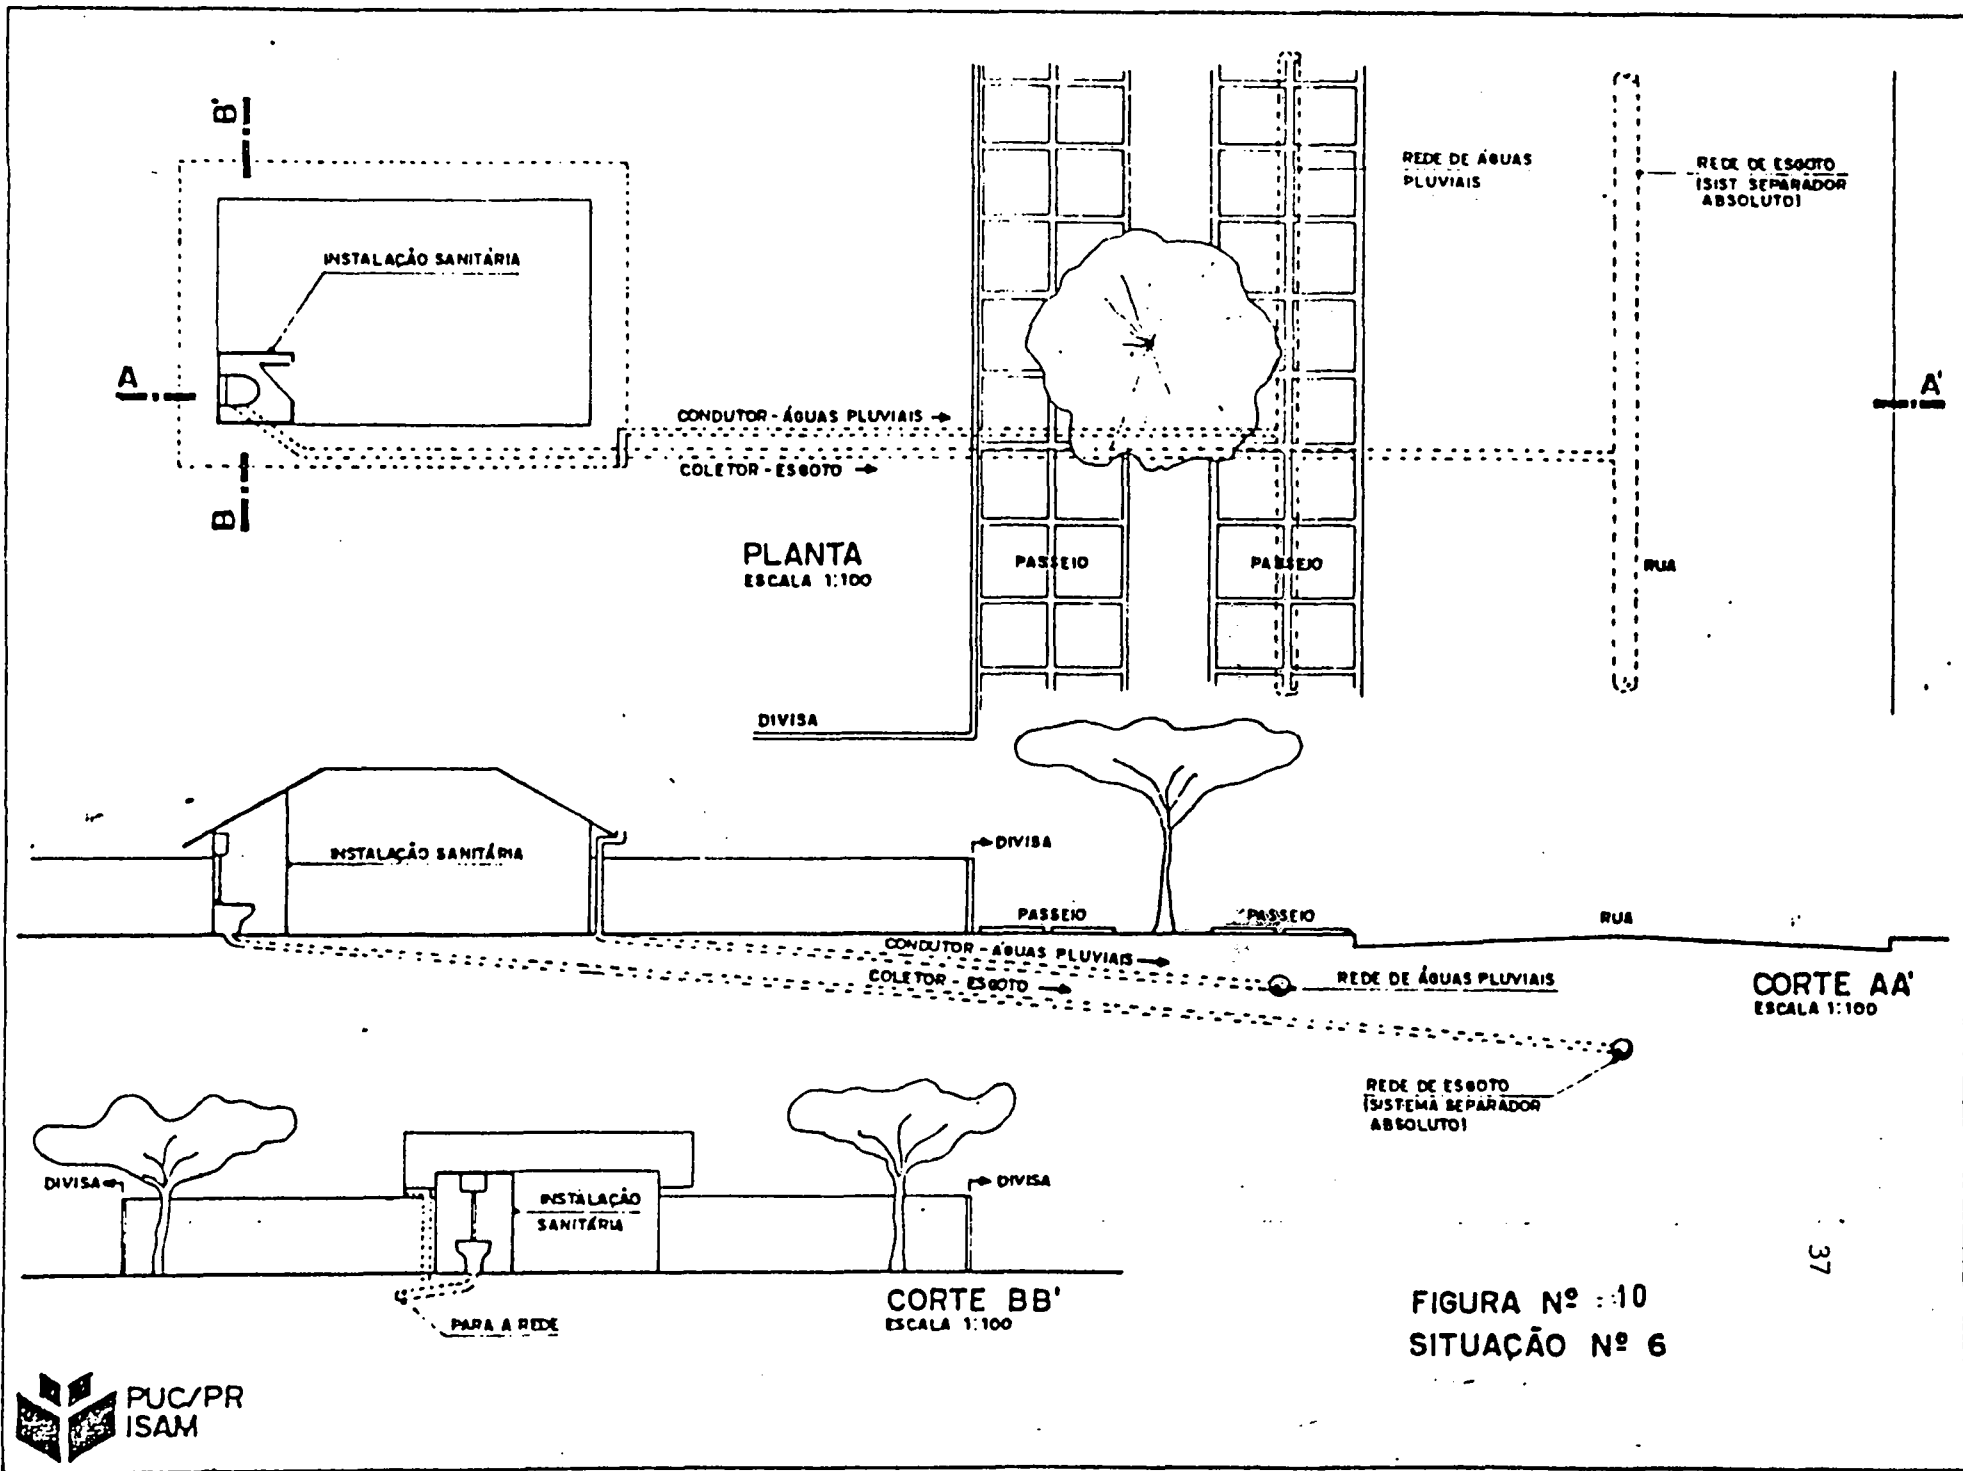 B'
REDE DE ÁGUAS
PLUVIAIS
REDE DE ESGOTO
(SIST SEPARADOR
ABSOLUTO)
INSTALAÇÃO SANITÁRIA
A
A'
CONDUTOR - ÁGUAS PLUVIAIS
COLETOR - ESGOTO
B
PLANTA
ESCALA 1:100
PASSEIO
PASSEIO
RUA
DIVISA
INSTALAÇÃO SANITÁRIA
DIVISA
PASSEIO
PASSEIO
RUA
CONDUTOR - ÁGUAS PLUVIAIS
COLETOR - ESGOTO
REDE DE ÁGUAS PLUVIAIS
CORTE AA'
ESCALA 1:100
REDE DE ESGOTO
(SISTEMA SEPARADOR
ABSOLUTO)
DIVISA
INSTALAÇÃO
SANITÁRIA
DIVISA
PARA A REDE
CORTE BB'
ESCALA 1:100
37
FIGURA Nº : 10
SITUAÇÃO Nº 6
PUC/PR
ISAM